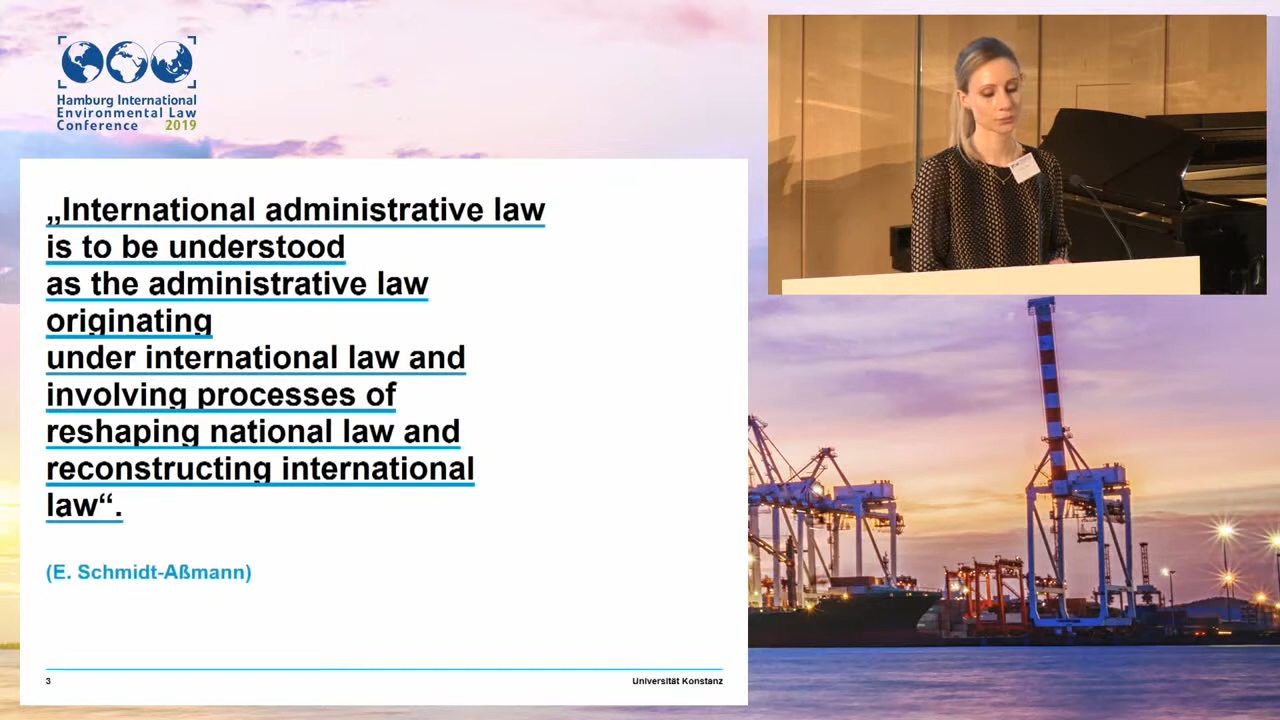 Hamburg International
Environmental Law
Conference 2019
„International administrative law
is to be understood
as the administrative law
originating
under international law and
involving processes of
reshaping national law and
reconstructing international
law“.
(E. Schmidt-Aßmann)
3
Universität Konstanz